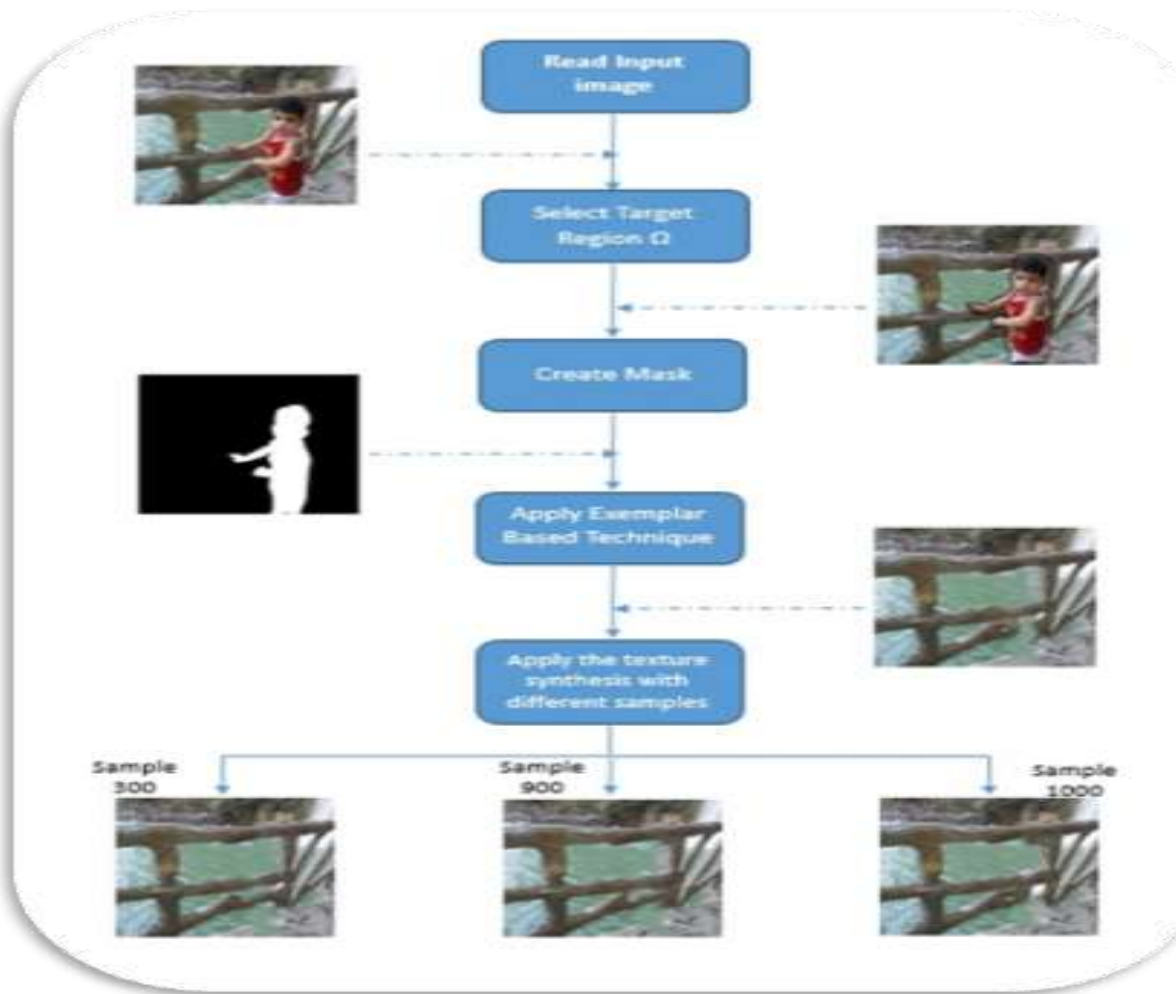 Read Input
image
Select Target
Region Ω
Create Mask
Apply Exemplar
Based Technique
Apply the texture
synthesis with
different samples
Sample
300
Sample
900
Sample
1000